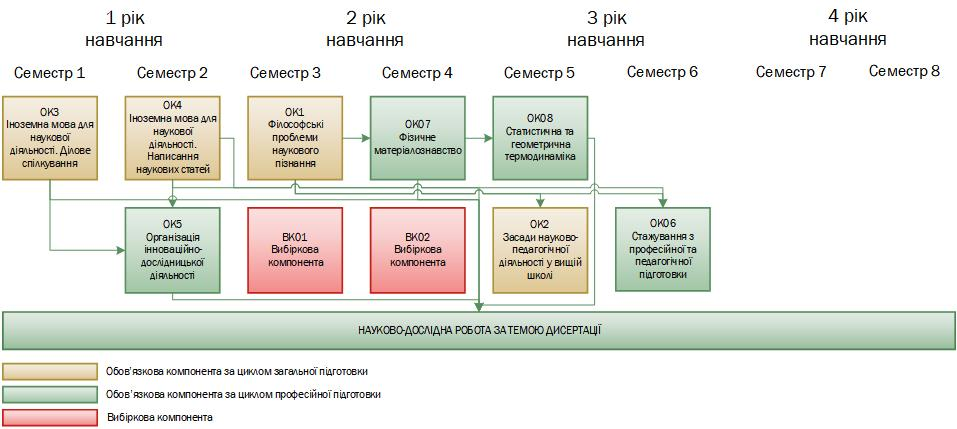 1 рік
навчання
2 рік
навчання
3 рік
навчання
4 рік
навчання
Семестр 1
Семестр 2
Семестр 3
Семестр 4
Семестр 5
Семестр 6
Семестр 7
Семестр 8
ОК3
Іноземна мова для
наукової
діяльності. Ділове
спілкування
ОК4
Іноземна мова для
наукової
діяльності.
Написання
наукових статей
ОК1
Філософські
проблеми
наукового
пізнання
ОК07
Фізичне
матеріалознавство
ОК08
Статистична та
геометрична
термодинаміка
ОК5
Організація
інноваційно-
дослідницької
діяльності
ВК01
Вибіркова
компонента
ВК02
Вибіркова
компонента
ОК2
Засади науково-
педагогічної
діяльності у вищій
школі
ОК06
Стажування з
професійної та
педагогічної
підготовки
НАУКОВО-ДОСЛІДНА РОБОТА ЗА ТЕМОЮ ДИСЕРТАЦІЇ
Обов'язкова компонента за циклом загальної підготовки
Обов'язкова компонента за циклом професійної підготовки
Вибіркова компонента